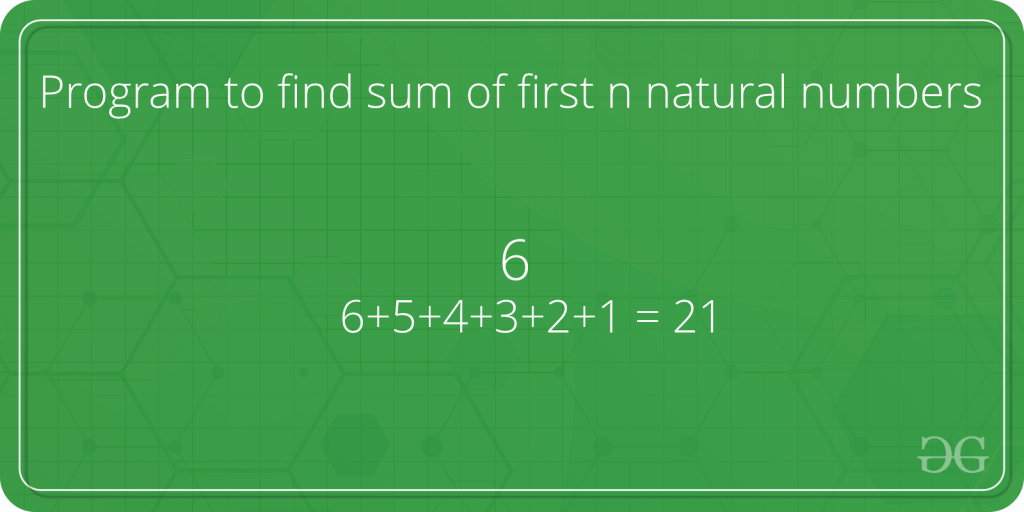 Program to find sum of first n natural numbers
6
6+5+4+3+2+1 = 21